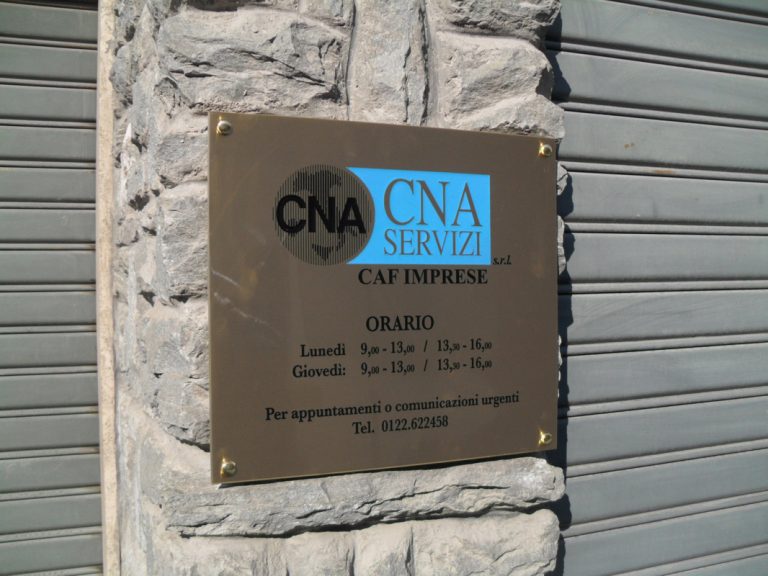 CNA
CNA
SERVIZI
s.r.l.
CAF IMPRESE
ORARIO
Lunedì 9,00 - 13,00 / 13,30 - 16,00
Giovedì: 9,00 - 13,00 / 13,30 - 16,00
Per appuntamenti o comunicazioni urgenti
Tel. 0122.622458